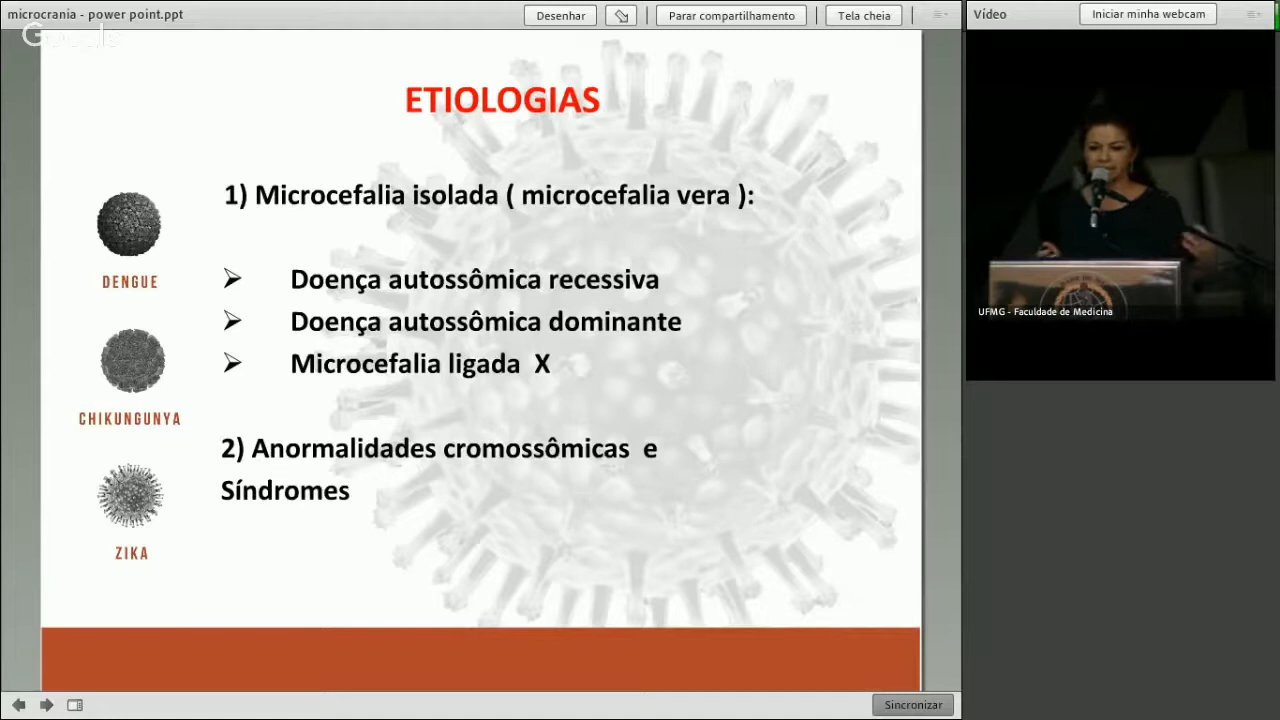 microcrania - power point.ppt
Desenhar
Parar compartilhamento
Tela cheia
Vídeo
Iniciar minha webcam
Google
ETIOLOGIAS
1) Microcefalia isolada ( microcefalia vera ):
DENGUE
Doença autossômica recessiva
Doença autossômica dominante
Microcefalia ligada X
CHIKUNGUNYA
2) Anormalidades cromossômicas e
Síndromes
ZIKA
UFMG - Faculdade de Medicina
Sincronizar